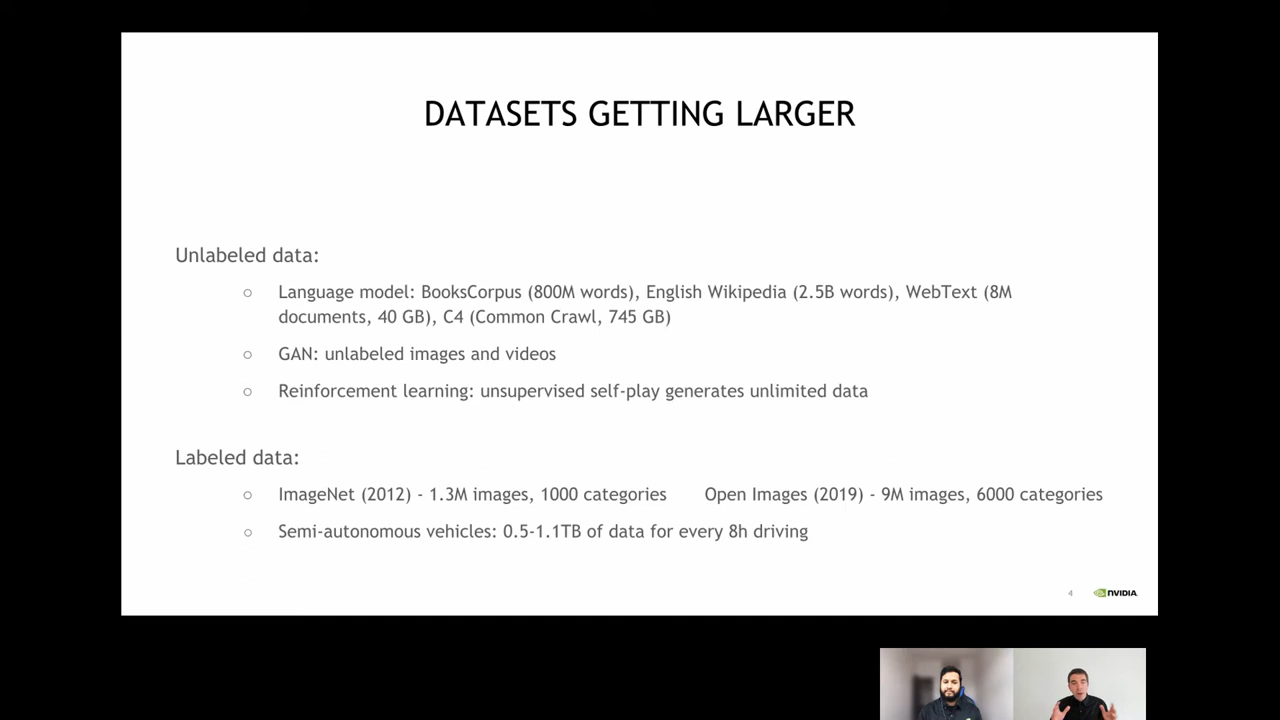 DATASETS GETTING LARGER
Unlabeled data:
○ Language model: BooksCorpus (800M words), English Wikipedia (2.5B words), WebText (8M
documents, 40 GB), C4 (Common Crawl, 745 GB)
○ GAN: unlabeled images and videos
○ Reinforcement learning: unsupervised self-play generates unlimited data
Labeled data:
○ ImageNet (2012) - 1.3M images, 1000 categories Open Images (2019) - 9M images, 6000 categories
○ Semi-autonomous vehicles: 0.5-1.1TB of data for every 8h driving
4 NVIDIA.